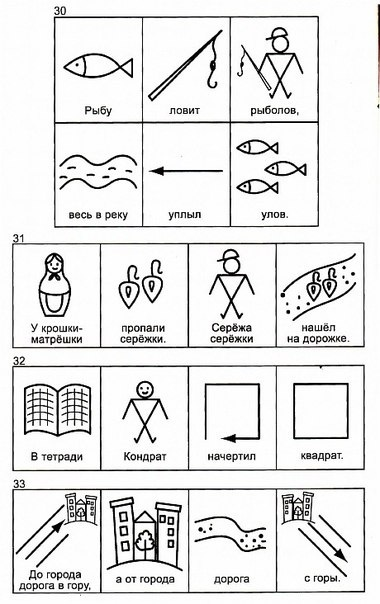 30
Рыбу
ловит
рыболов,
весь в реку
уплыл
улов.
31
У крошки-
матрёшки
пропали
серёжки.
Серёжа
серёжки
нашёл
на дорожке.
32
В тетради
Кондрат
начертил
квадрат.
33
До города
дорога в гору,
а от города
дорога
с горы.